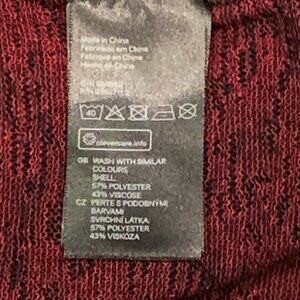 Made in China
Fabricado em China
Fabriqué en Chine
Hecho en China
40
clevercare.info
GB WASH WITH SIMILAR
COLOURS
SHELL:
57% POLYESTER
43% VISCOSE
CZ PERTE S PODOBNÝMI
BARVAMI
SVRCHNÍ LÁTKA:
57% POLYESTER
43% VISKÓZA